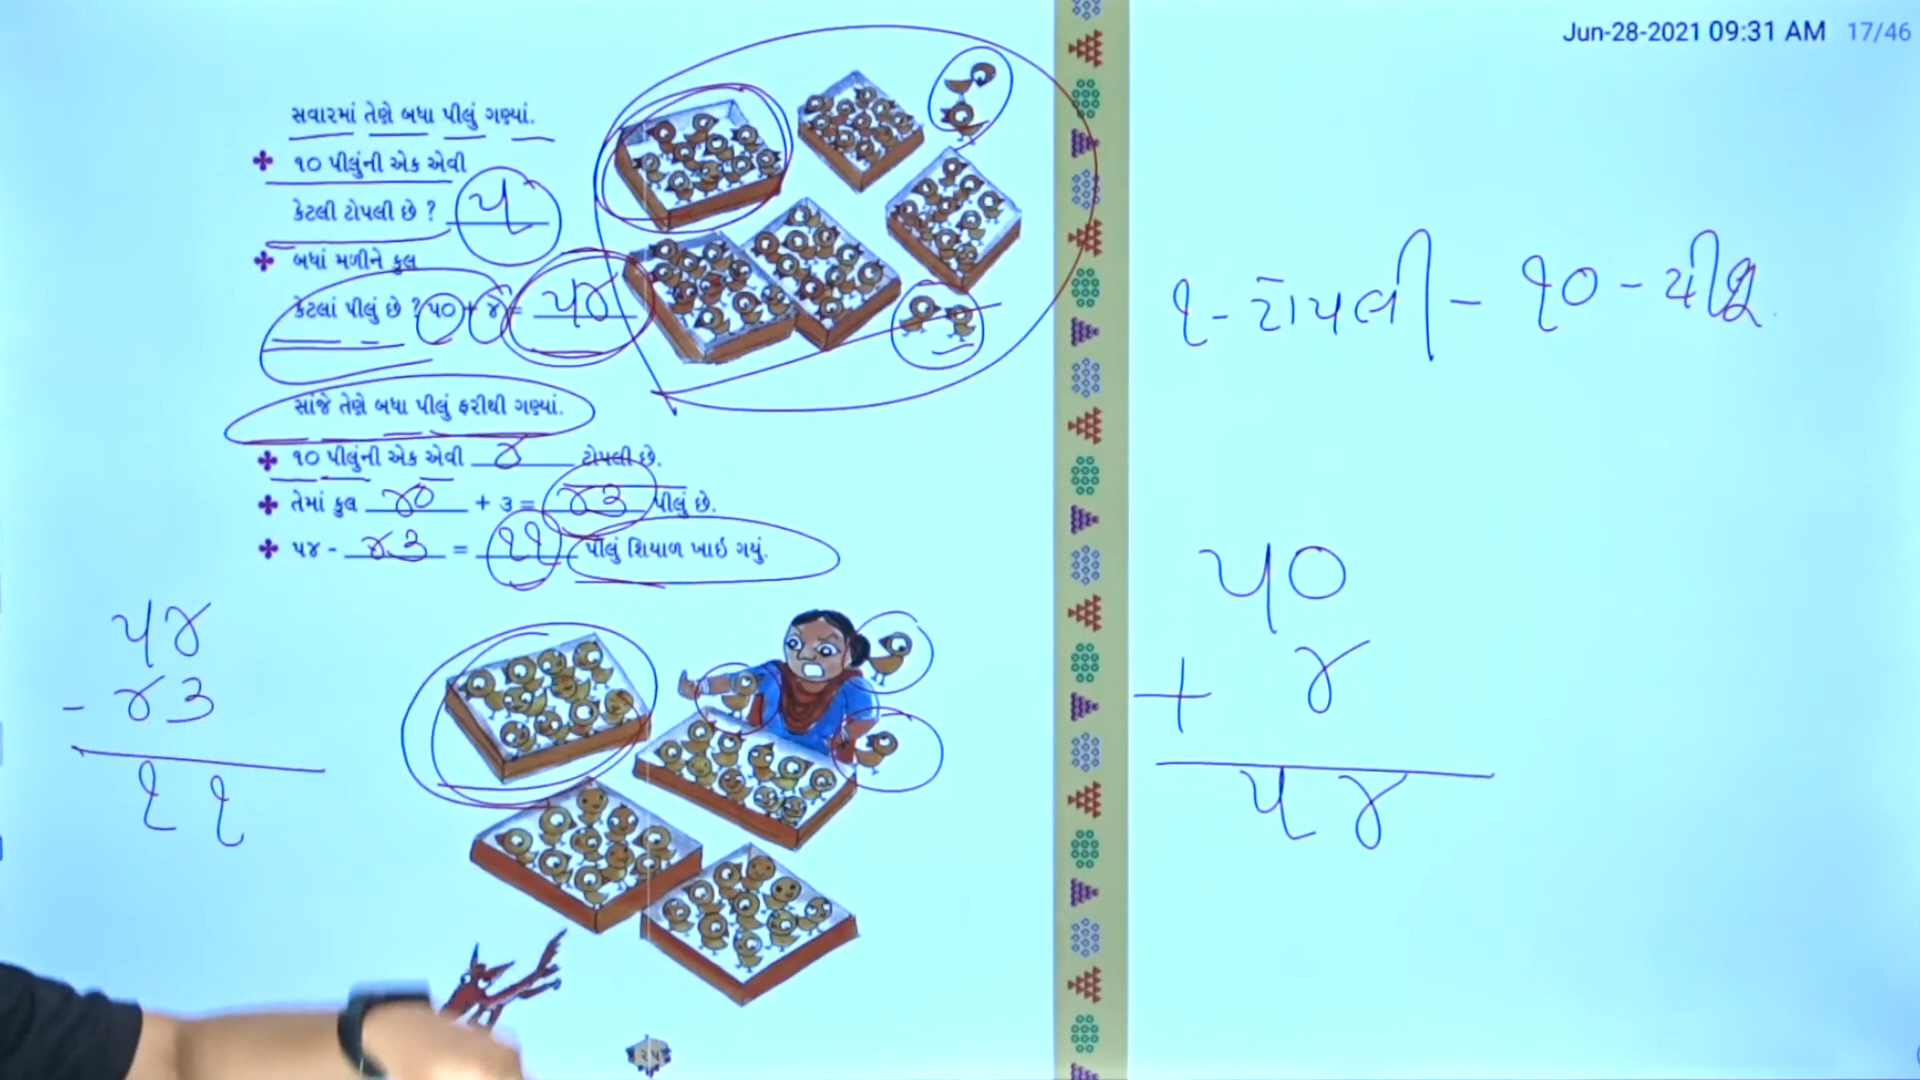 Jun-28-2021 09:31 AM 17/46
સવારમાં તેણે બધા પીલું ગણ્યાં.
૧૦ પીલુંની એક એવી
કેટલી ટોપલી છે ? ૫
બધાં મળીને કુલ
કેટલાં પીલું છે ? ૫૦ + ૪ = ૫૪
સાંજે તેણે બધા પીલું ફરીથી ગણ્યાં.
૧૦ પીલુંની એક એવી ૪ ટોપલી છે.
તેમાં કુલ ૪૦ + ૩ = ૪૩ પીલું છે.
૫૪ - ૪૩ = ૧૧ પીલું શિયાળ ખાઇ ગયું.
૫૪
- ૪૩
૧૧
૨૫
૧ - ટોપલી - ૧૦ - પીલું
૫૦
+ ૪
૫૪